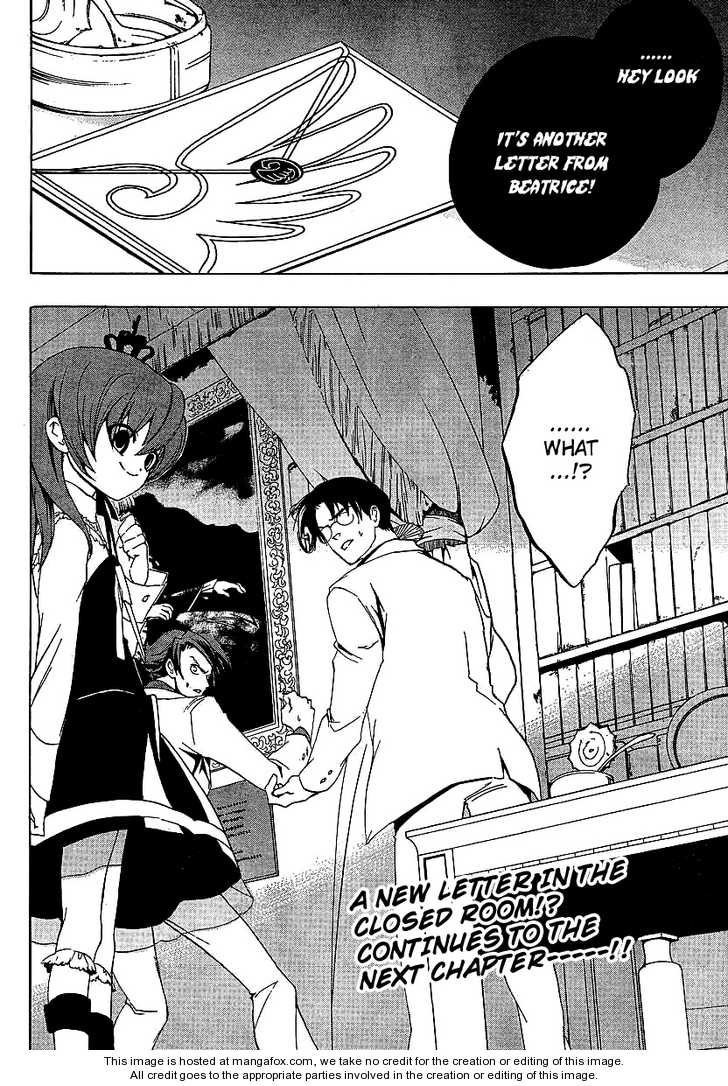 ......
HEY LOOK
IT'S ANOTHER
LETTER FROM
BEATRICE!
......
WHAT
...!?
A NEW LETTER IN THE
CLOSED ROOM!?
CONTINUES TO THE
NEXT CHAPTER-----!!
This image is hosted at mangafox.com, we take no credit for the creation or editing of this image.
All credit goes to the appropriate parties involved in the creation or editing of this image.